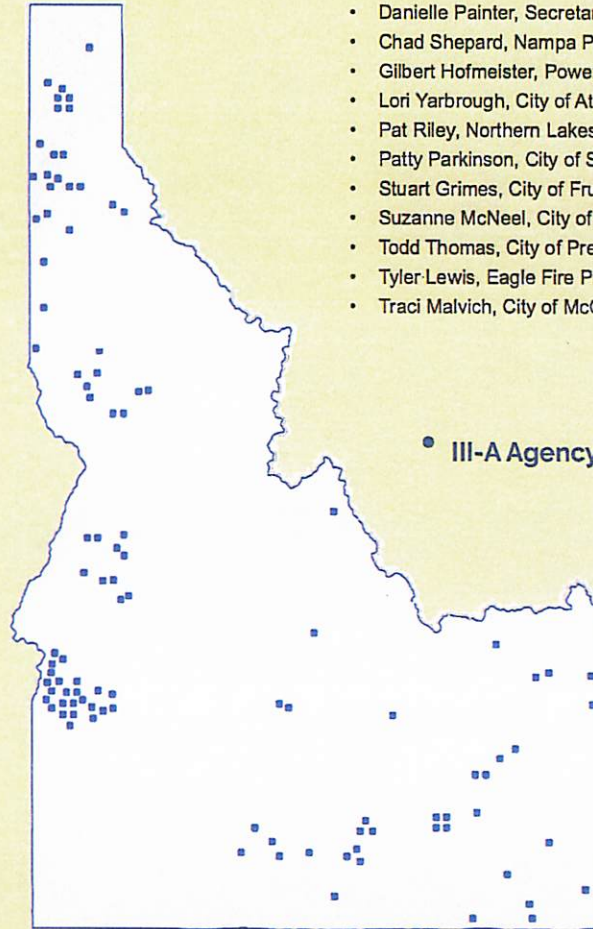 • Danielle Painter, Secretar
• Chad Shepard, Nampa P
• Gilbert Hofmeister, Powe
• Lori Yarbrough, City of At
• Pat Riley, Northern Lakes
• Patty Parkinson, City of S
• Stuart Grimes, City of Fru
• Suzanne McNeel, City of
• Todd Thomas, City of Pre
• Tyler Lewis, Eagle Fire P
• Traci Malvich, City of McC
III-A Agency